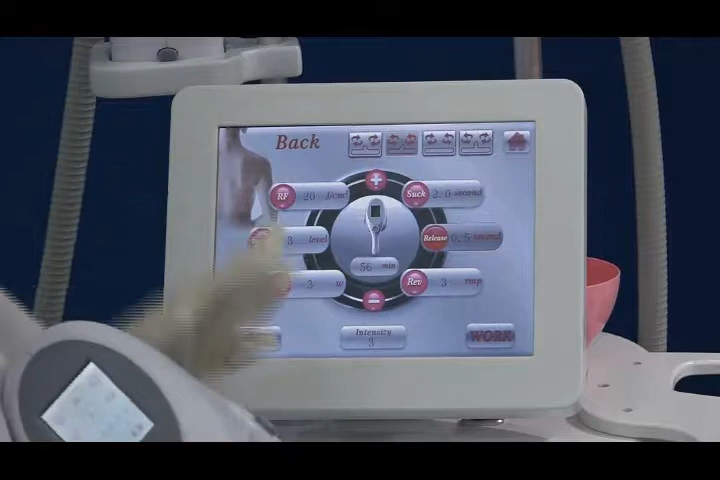 Back
RF 20 J/cm²
Suck 2.0 second
3 level
Release 0.5 second
56 min
3 w
Rev 3 rmp
Intensity
3
WORK